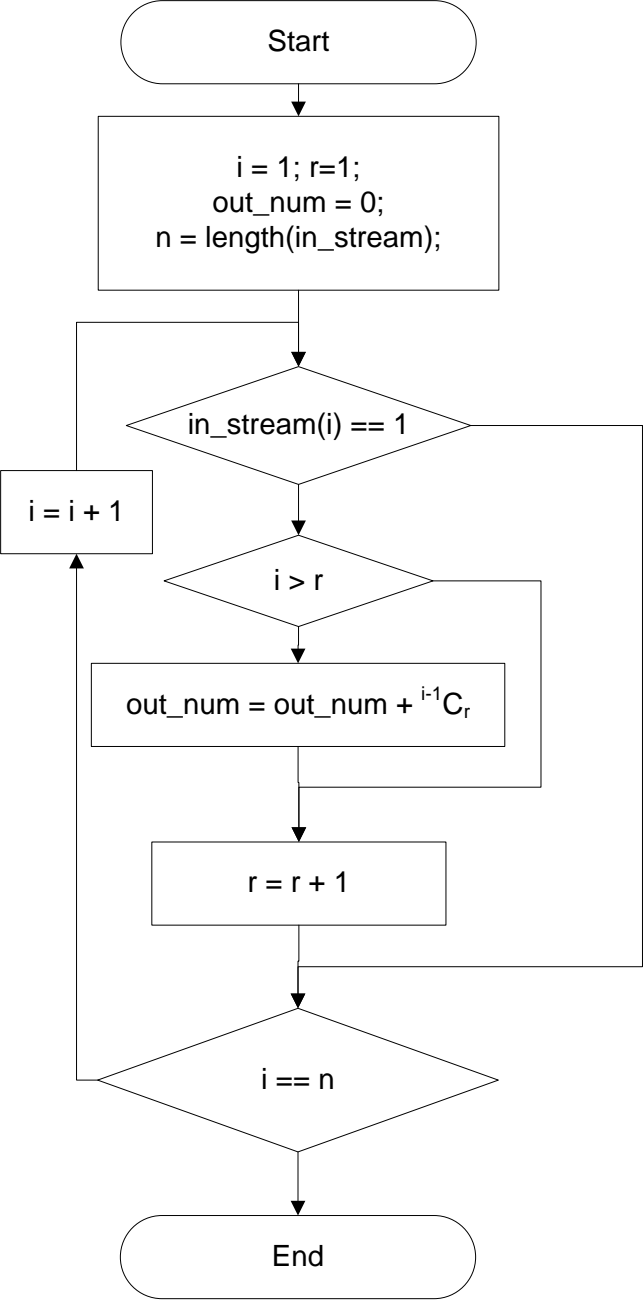 Start
i = 1; r=1;
out_num = 0;
n = length(in_stream);
in_stream(i) == 1
i = i + 1
i > r
out_num = out_num + ⁱ⁻¹Cᵣ
r = r + 1
i == n
End